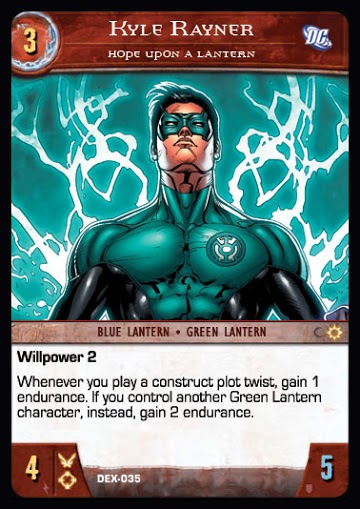 3
Kyle Rayner
Hope Upon a Lantern
DC
BLUE LANTERN • GREEN LANTERN
Willpower 2
Whenever you play a construct plot twist, gain 1
endurance. If you control another Green Lantern
character, instead, gain 2 endurance.
4
DEX-035
5